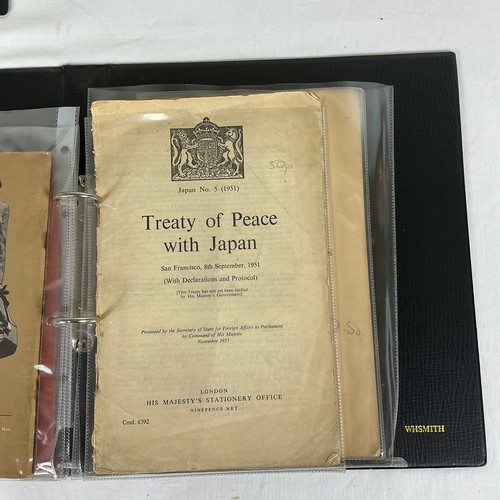 Japan No. 5 (1951)
Treaty of Peace
with Japan
San Francisco, 8th September, 1951
(With Declarations and Protocol)
[This Treaty has not yet been ratified
by His Majesty's Government]
Presented by the Secretary of State for Foreign Affairs to Parliament
by Command of His Majesty
November 1951
LONDON
HIS MAJESTY'S STATIONERY OFFICE
NINEPENCE NET
Cmd. 8392
WHSMITH